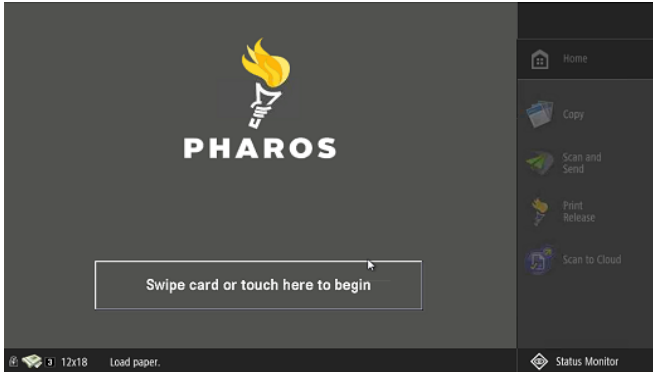 PHAROS
Swipe card or touch here to begin
Home
Copy
Scan and
Send
Print
Release
Scan to Cloud
3 12x18 Load paper.
Status Monitor